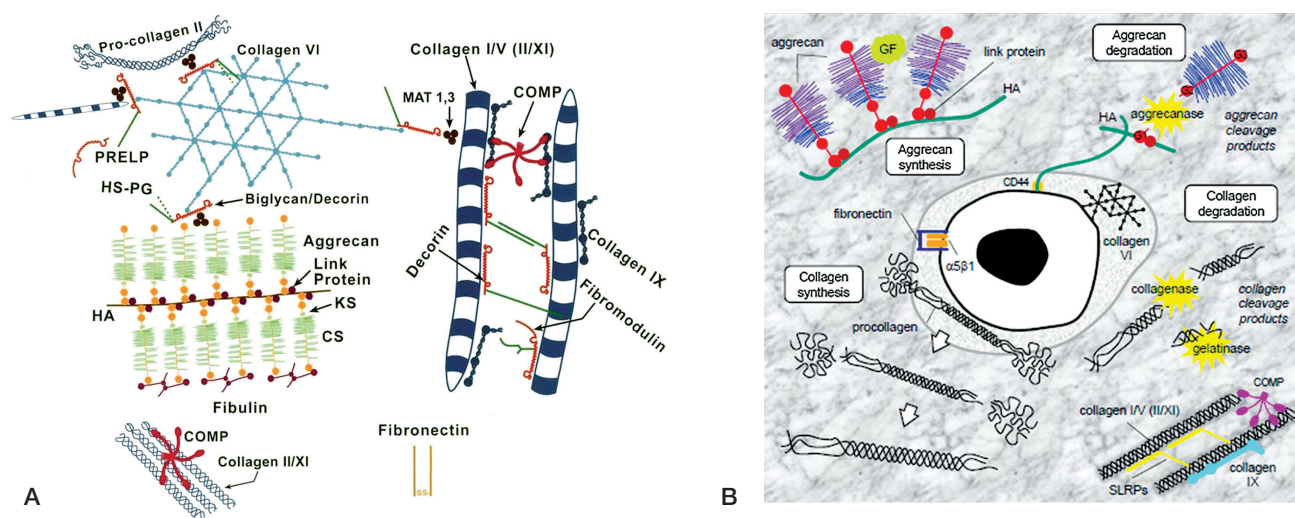 Pro-collagen II
Collagen VI
PRELP
HS-PG
Biglycan/Decorin
Aggrecan
Link
Protein
HA
KS
CS
Fibulin
COMP
Collagen II/XI
Fibronectin
-SS-
Collagen I/V (II/XI)
MAT 1,3
COMP
Decorin
Collagen IX
Fibromodulin
A
aggrecan
GF
link protein
HA
Aggrecan
synthesis
Aggrecan
degradation
G3
G2
HA
aggrecanase
G1
aggrecan
cleavage
products
CD44
fibronectin
α5β1
collagen
VI
Collagen
degradation
Collagen
synthesis
procollagen
collagenase
collagen
cleavage
products
gelatinase
COMP
collagen I/V (II/XI)
SLRPs
collagen
IX
B